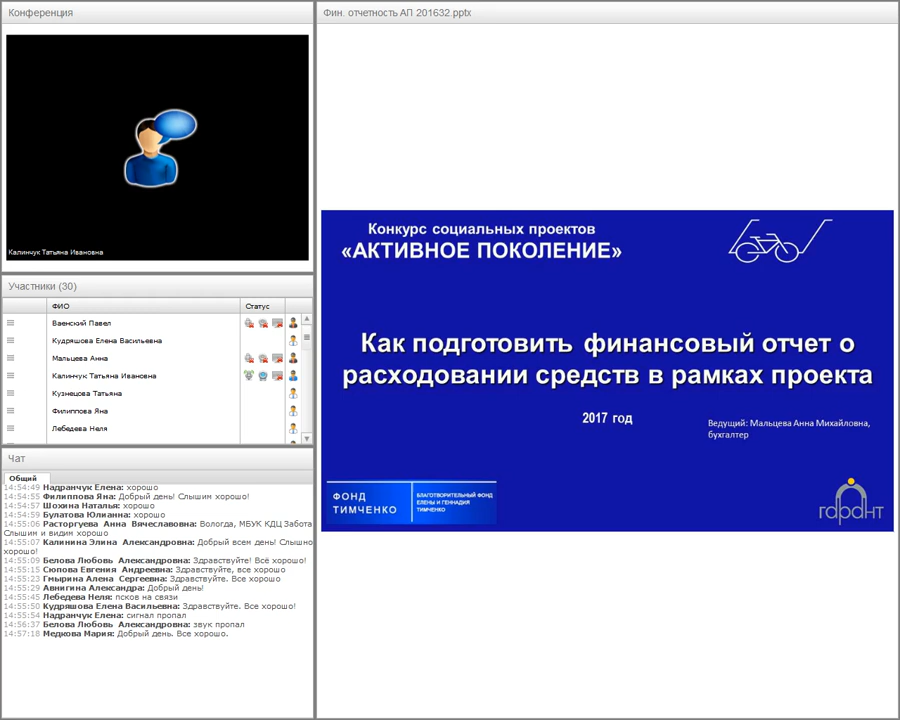 Конференция
Калинчук Татьяна Ивановна
Участники (30)
ФИО Статус
Ваенский Павел
Кудряшова Елена Васильевна
Мальцева Анна
Калинчук Татьяна Ивановна
Кузнецова Татьяна
Филиппова Яна
Лебедева Неля
Чат
Общий
14:54:49 Надранчук Елена: хорошо
14:54:55 Филиппова Яна: Добрый день! Слышим хорошо!
14:54:57 Шохина Наталья: хорошо
14:54:59 Булатова Юлианна: хорошо
14:55:06 Расторгуева Анна Вячеславовна: Вологда, МБУК КДЦ Забота
Слышим и видим хорошо
14:55:07 Калинина Элина Александровна: Добрый всем день! Слышно
хорошо!
14:55:09 Белова Любовь Александровна: Здравствуйте! Всё хорошо!
14:55:15 Сюпова Евгения Андреевна: Здравствуйте, все хорошо
14:55:23 Гмырина Алена Сергеевна: Здравствуйте. Все хорошо
14:55:29 Авнигина Александра: Добрый день!
14:55:45 Лебедева Неля: псков на связи
14:55:50 Кудряшова Елена Васильевна: Здравствуйте. Все хорошо!
14:55:54 Надранчук Елена: сигнал пропал
14:56:37 Белова Любовь Александровна: звук пропал
14:57:18 Медкова Мария: Добрый день. Все хорошо.
Фин. отчетность АП 201632.pptx
Конкурс социальных проектов
«АКТИВНОЕ ПОКОЛЕНИЕ»
Как подготовить финансовый отчет о
расходовании средств в рамках проекта
2017 год
Ведущий: Мальцева Анна Михайловна,
бухгалтер
ФОНД
ТИМЧЕНКО
БЛАГОТВОРИТЕЛЬНЫЙ ФОНД
ЕЛЕНЫ И ГЕННАДИЯ
ТИМЧЕНКО
гарант